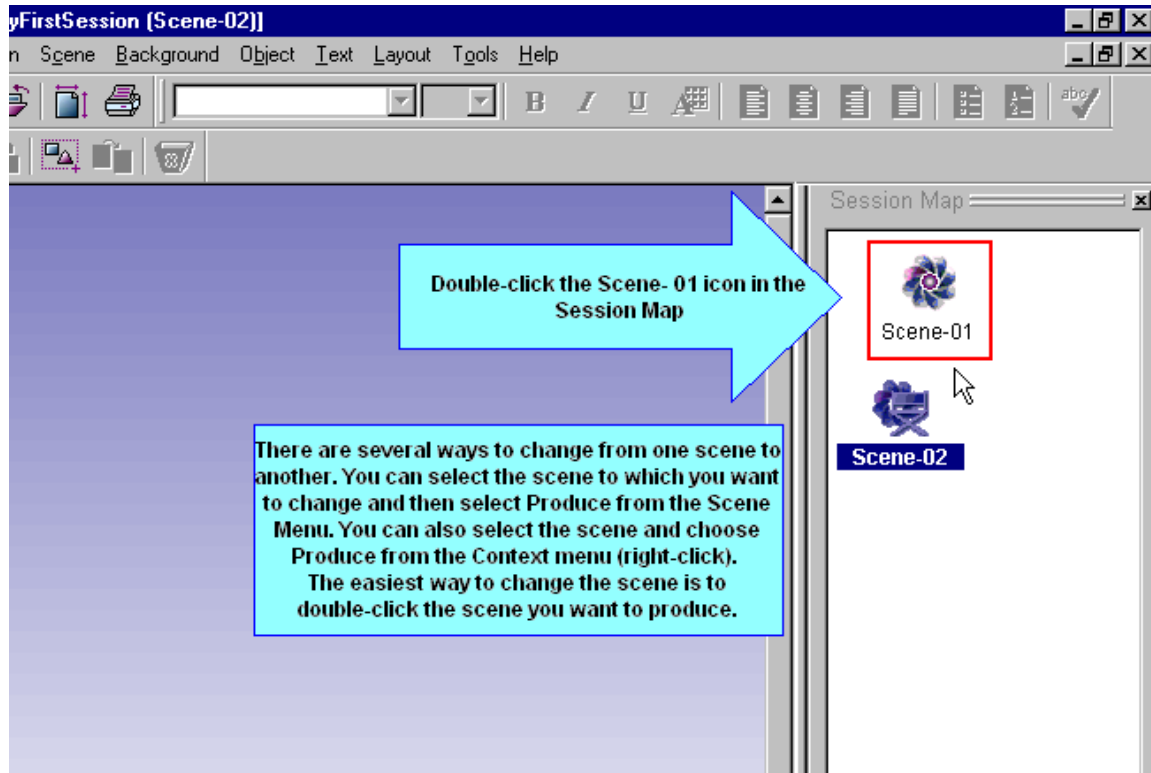 yFirstSession (Scene-02)]
n Scene Background Object Text Layout Tools Help
B I U A
abc
Session Map
Double-click the Scene- 01 icon in the
Session Map
Scene-01
Scene-02
There are several ways to change from one scene to
another. You can select the scene to which you want
to change and then select Produce from the Scene
Menu. You can also select the scene and choose
Produce from the Context menu (right-click).
The easiest way to change the scene is to
double-click the scene you want to produce.